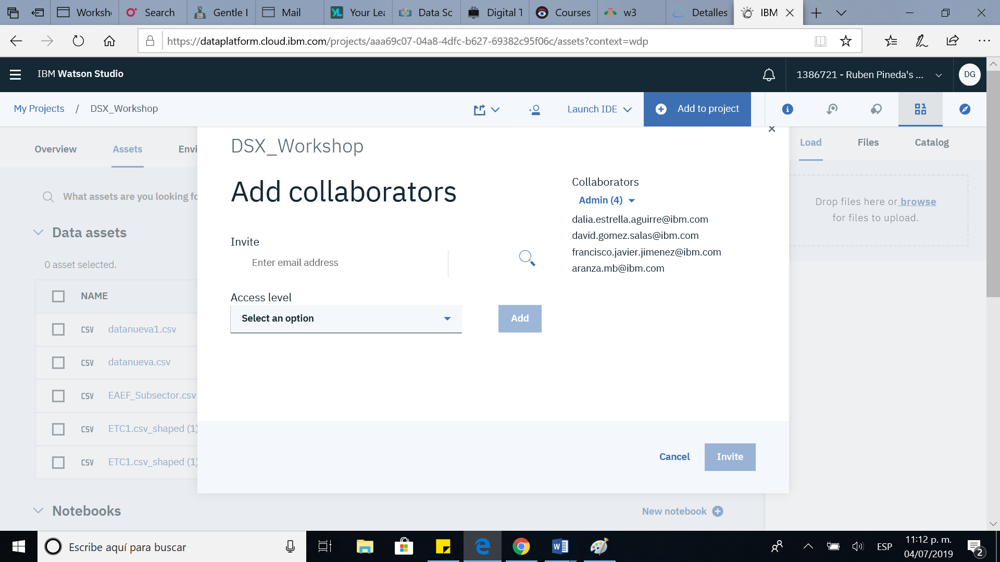 Worksh
Search
Gentle I
Mail
Your Lea
Data Sc
Digital T
Courses
w3
Detalles
IBM
https://dataplatform.cloud.ibm.com/projects/aaa69c07-04a8-4dfc-b627-69382c95f06c/assets?context=wdp
IBM Watson Studio
1386721 - Ruben Pineda's ...
DG
My Projects / DSX_Workshop
Launch IDE
Add to project
Overview
Assets
Envi
DSX_Workshop
Load
Files
Catalog
Add collaborators
Collaborators
Admin (4)
dalia.estrella.aguirre@ibm.com
david.gomez.salas@ibm.com
francisco.javier.jimenez@ibm.com
aranza.mb@ibm.com
What assets are you looking fo
Drop files here or browse
for files to upload.
Data assets
Invite
Enter email address
0 asset selected.
Access level
Select an option
Add
NAME
CSV datanueva1.csv
CSV datanueva.csv
CSV EAEF_Subsector.csv
CSV ETC1.csv_shaped (1)
CSV ETC1.csv_shaped (1)
Cancel
Invite
Notebooks
New notebook
Escribe aquí para buscar
ESP
11:12 p. m.
04/07/2019
2